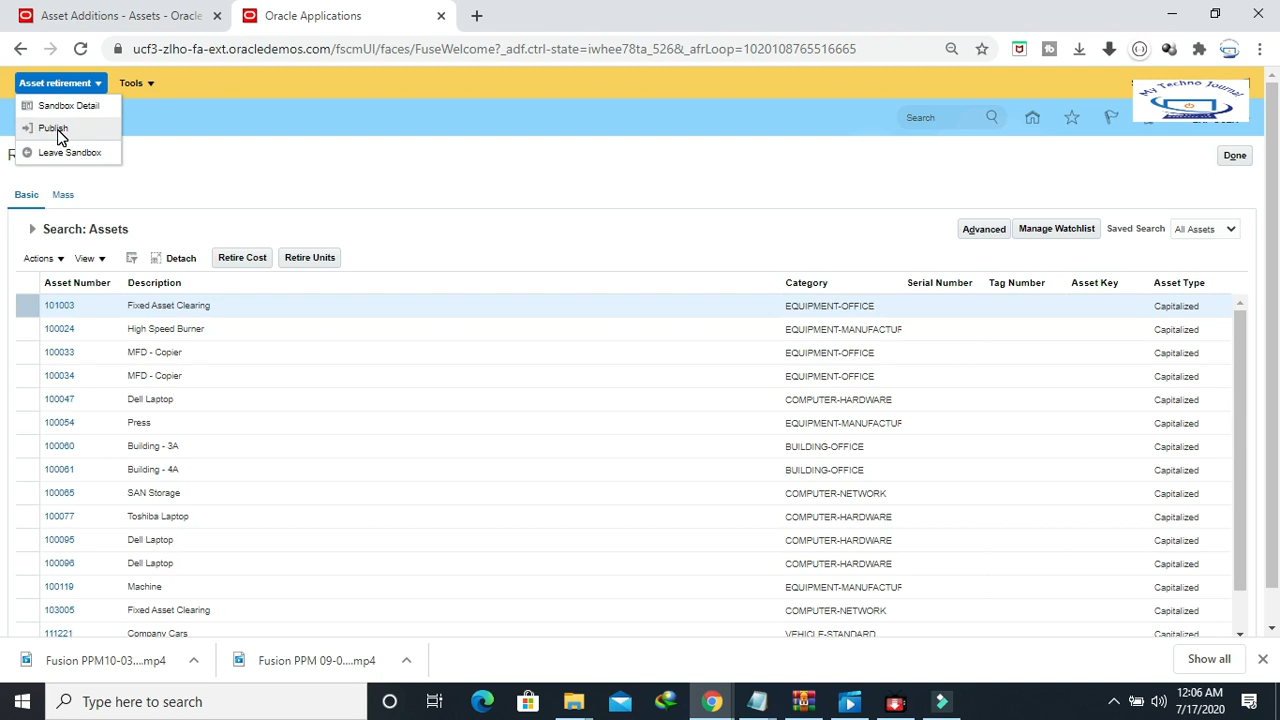 Asset Additions - Assets - Oracle
Oracle Applications
ucf3-zlho-fa-ext.oracledemos.com/fscmUI/faces/FuseWelcome?_adf.ctrl-state=iwhee78ta_526&_afrLoop=1020108765516665
Asset retirement
Tools
Sandbox Detail
Publish
Leave Sandbox
My Techno Journal
Search
Done
Basic Mass
Search: Assets
Advanced Manage Watchlist Saved Search All Assets
Actions View Detach Retire Cost Retire Units
Asset Number Description Category Serial Number Tag Number Asset Key Asset Type
101003 Fixed Asset Clearing EQUIPMENT-OFFICE Capitalized
100024 High Speed Burner EQUIPMENT-MANUFACTUR Capitalized
100033 MFD - Copier EQUIPMENT-OFFICE Capitalized
100034 MFD - Copier EQUIPMENT-OFFICE Capitalized
100047 Dell Laptop COMPUTER-HARDWARE Capitalized
100054 Press EQUIPMENT-MANUFACTUR Capitalized
100060 Building - 3A BUILDING-OFFICE Capitalized
100061 Building - 4A BUILDING-OFFICE Capitalized
100065 SAN Storage COMPUTER-NETWORK Capitalized
100077 Toshiba Laptop COMPUTER-HARDWARE Capitalized
100095 Dell Laptop COMPUTER-HARDWARE Capitalized
100096 Dell Laptop COMPUTER-HARDWARE Capitalized
100119 Machine EQUIPMENT-MANUFACTUR Capitalized
103005 Fixed Asset Clearing COMPUTER-NETWORK Capitalized
111221 Company Cars VEHICLE-STANDARD Capitalized
Fusion PPM10-03....mp4
Fusion PPM 09-0....mp4
Show all
Type here to search
12:06 AM
7/17/2020